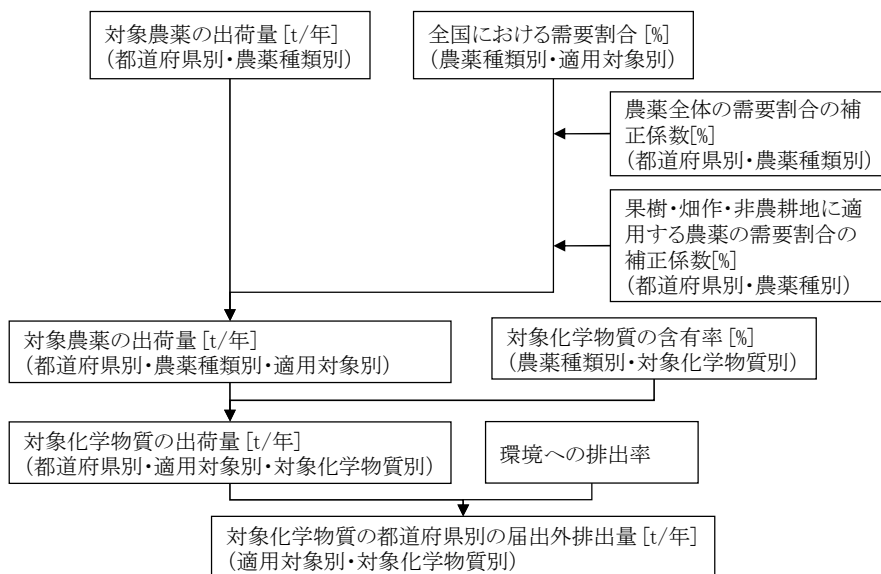 対象農薬の出荷量[t/年]
(都道府県別・農薬種類別)
全国における需要割合[%]
(農薬種類別・適用対象別)
農薬全体の需要割合の補
正係数[%]
(都道府県別・農薬種類別)
果樹・畑作・非農耕地に適
用する農薬の需要割合の
補正係数[%]
(都道府県別・農薬種別)
対象農薬の出荷量[t/年]
(都道府県別・農薬種類別・適用対象別)
対象化学物質の含有率[%]
(農薬種類別・対象化学物質別)
対象化学物質の出荷量[t/年]
(都道府県別・適用対象別・対象化学物質別)
環境への排出率
対象化学物質の都道府県別の届出外排出量[t/年]
(適用対象別・対象化学物質別)